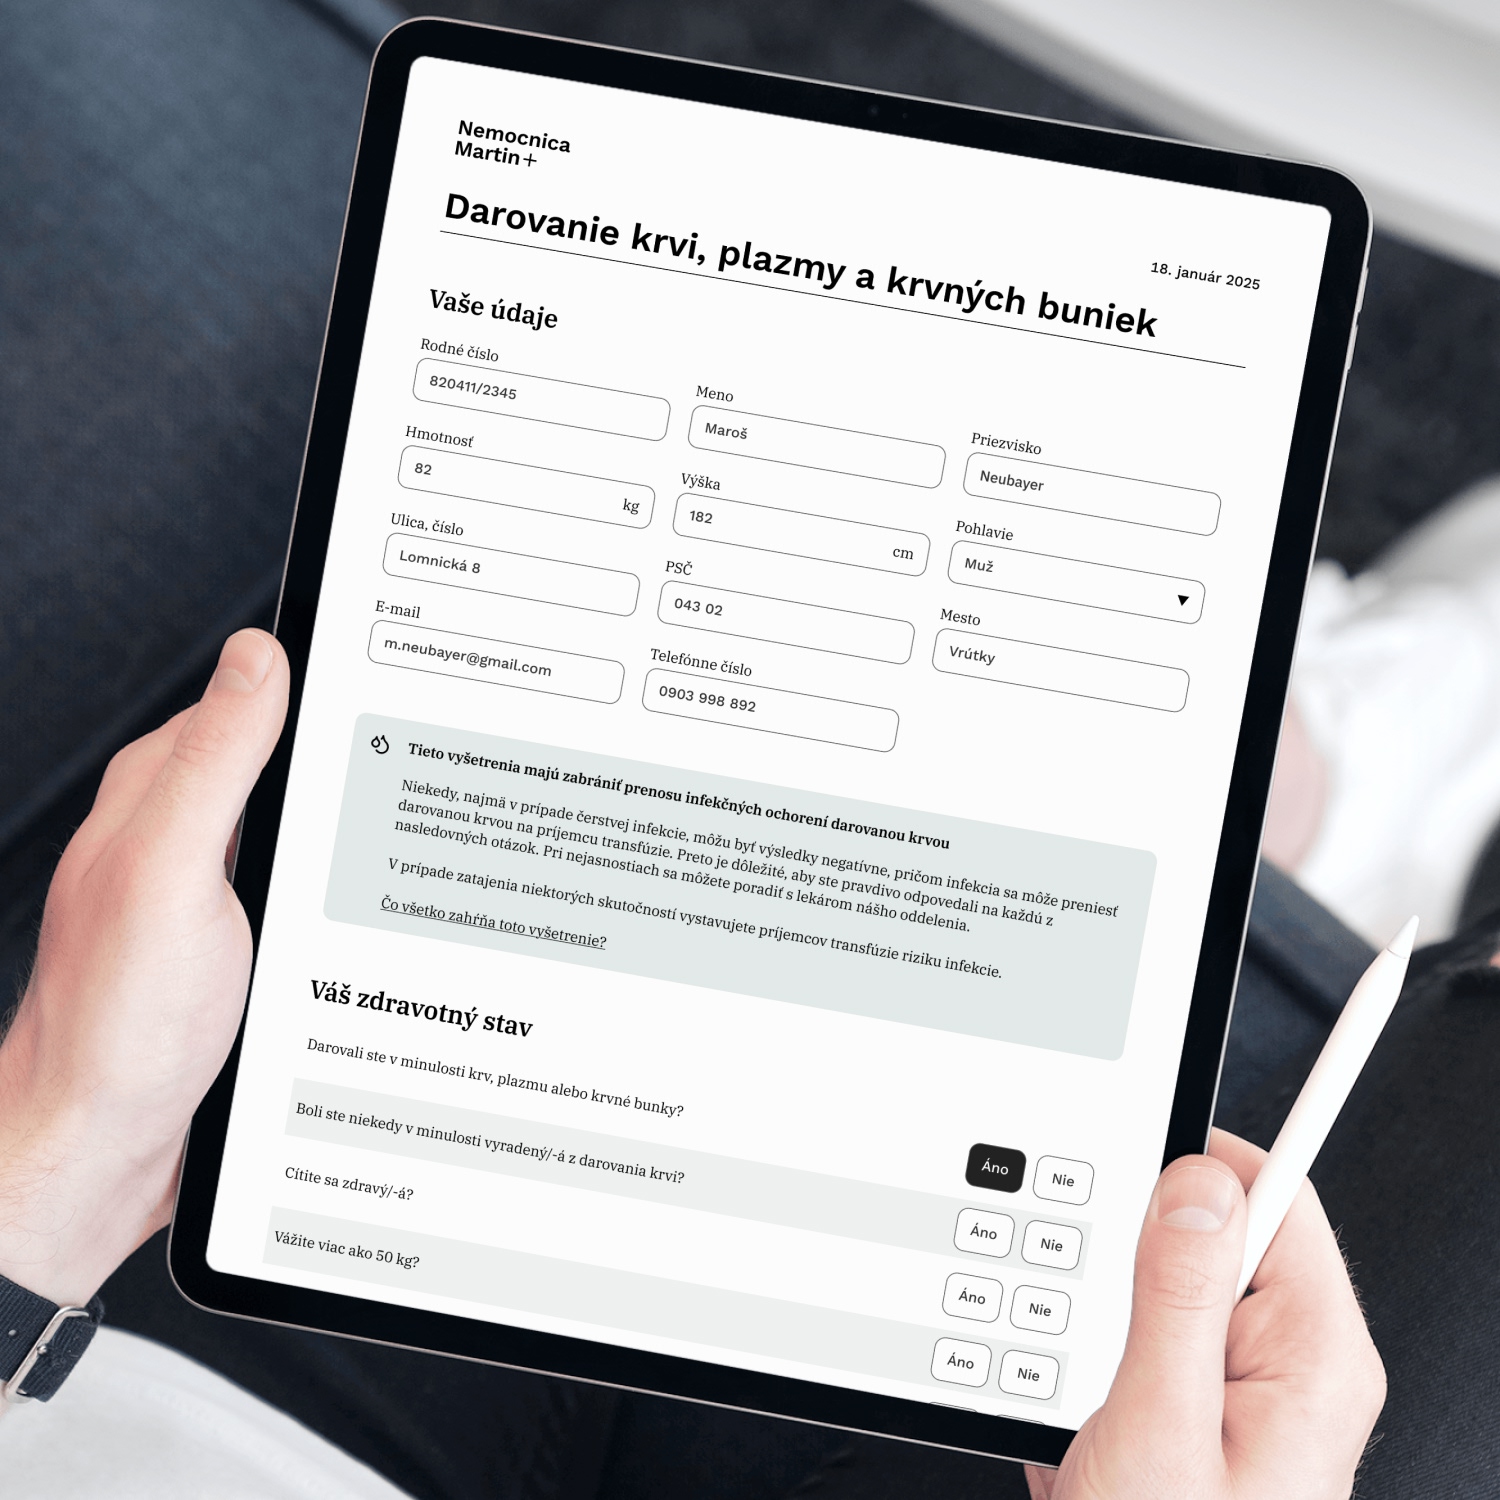 Nemocnica
Martin+
Darovanie krvi, plazmy a krvných buniek
18. január 2025
Vaše údaje
Rodné číslo
820411/2345
Meno
Maroš
Priezvisko
Neubayer
Hmotnosť
82
kg
Výška
182
cm
Pohlavie
Muž
Ulica, číslo
Lomnická 8
PSČ
043 02
Mesto
Vrútky
E-mail
m.neubayer@gmail.com
Telefónne číslo
0903 998 892
Tieto vyšetrenia majú zabrániť prenosu infekčných ochorení darovanou krvou
Niekedy, najmä v prípade čerstvej infekcie, môžu byť výsledky negatívne, pričom infekcia sa môže preniesť
darovanou krvou na príjemcu transfúzie. Preto je dôležité, aby ste pravdivo odpovedali na každú z
nasledovných otázok. Pri nejasnostiach sa môžete poradiť s lekárom nášho oddelenia.
V prípade zatajenia niektorých skutočností vystavujete príjemcov transfúzie riziku infekcie.
Čo všetko zahŕňa toto vyšetrenie?
Váš zdravotný stav
Darovali ste v minulosti krv, plazmu alebo krvné bunky?
Áno
Nie
Boli ste niekedy v minulosti vyradený/-á z darovania krvi?
Áno
Nie
Cítite sa zdravý/-á?
Áno
Nie
Vážite viac ako 50 kg?
Áno
Nie